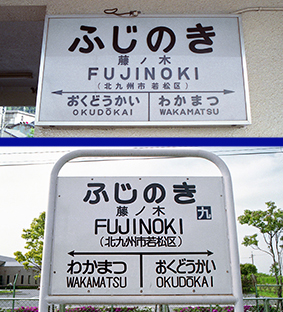 ふじのき
藤ノ木
FUJINOKI
(北九州市 若松区)
おくどうかい わかまつ
OKUDŌKAI WAKAMATSU
ふじのき
藤ノ木 九
FUJINOKI
(北九州市若松区)
わかまつ おくどうかい
WAKAMATSU OKUDŌKAI